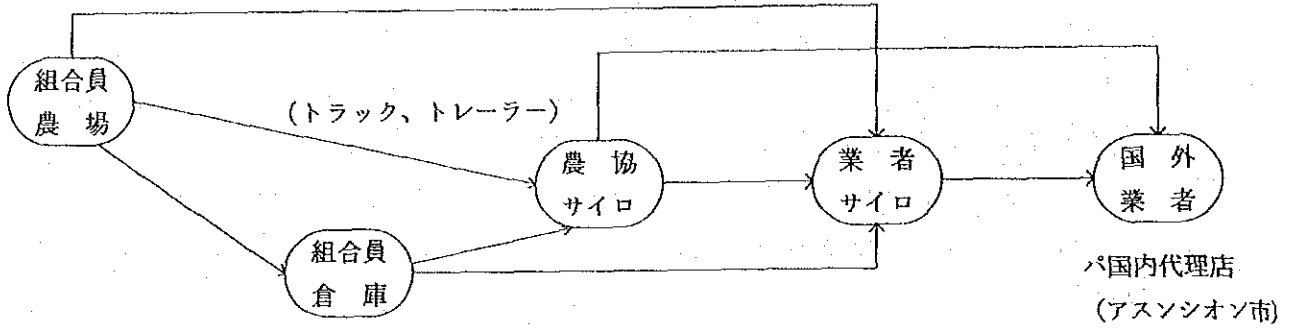 組合員
農 場
(トラック、トレーラー)
農 協
サイロ
業 者
サイロ
国 外
業 者
組合員
倉 庫
パ国内代理店
(アスンシオン市)